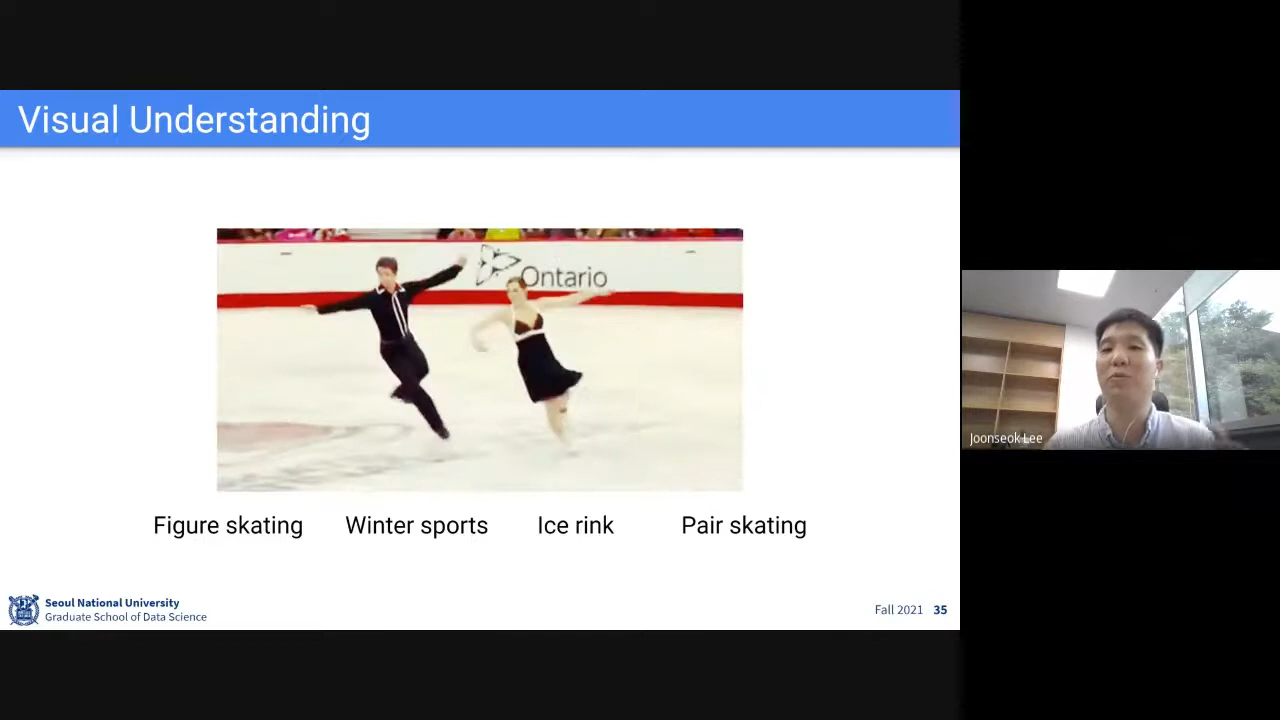 Visual Understanding
Ontario
Figure skating Winter sports Ice rink Pair skating
Seoul National University
Graduate School of Data Science
Fall 2021 35
Joonseok Lee